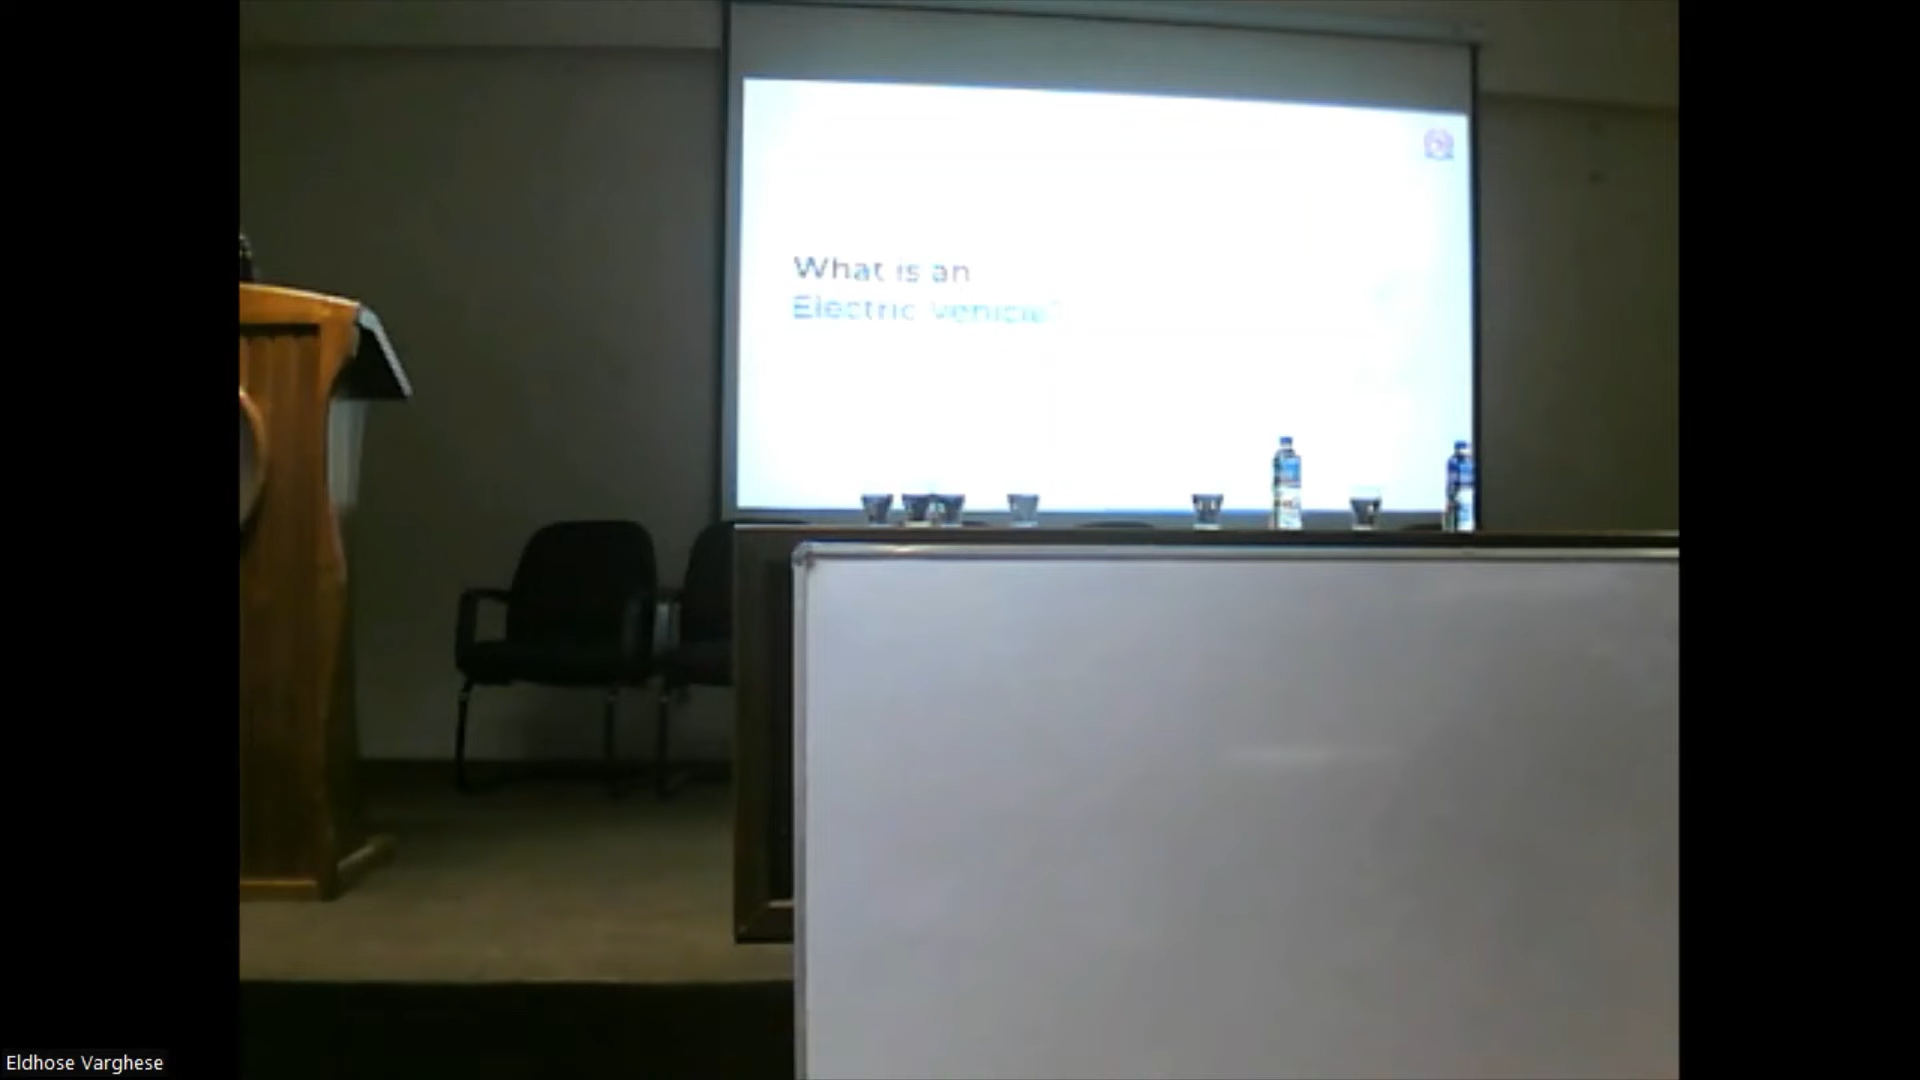 What is an
Electric Vehicle?
Eldhose Varghese